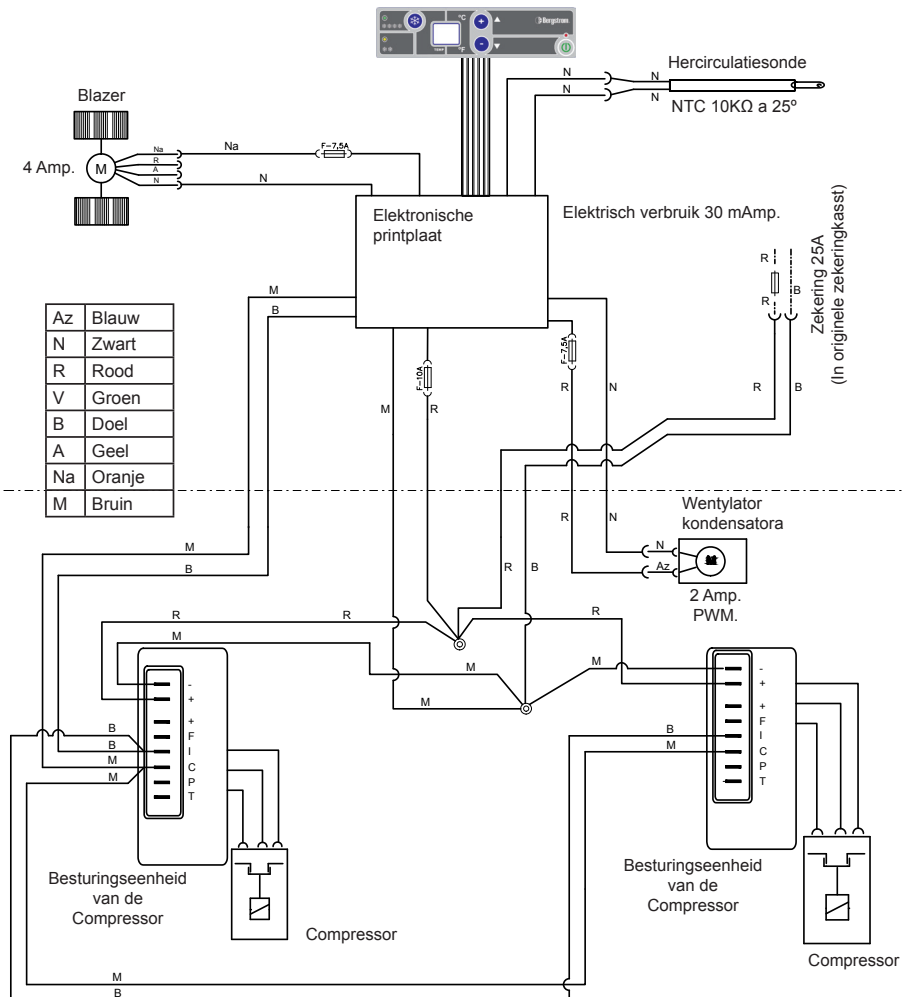 °C
Bergstrom
TEMP
°F
+
-
Hercirculatiesonde
NTC 10KΩ a 25º
N
N
N
N
Blazer
4 Amp.
M
Na
R
A
N
Na
F-7,5A
N
Elektronische
printplaat
Elektrisch verbruik 30 mAmp.
Zekering 25A
(In originele zekeringkasst)
R
B
R
R
B
M
B
F-10A
F-7,5A
M
R
R
N
Az Blauw
N Zwart
R Rood
V Groen
B Doel
A Geel
Na Oranje
M Bruin
R
N
Wentylator
kondensatora
N
Az
2 Amp.
PWM.
M
B
R
B
R
R
R
M
M
M
M
-
+
+
F
I
C
P
T
B
B
M
M
-
+
+
F
I
C
P
T
B
M
Besturingseenheid
van de
Compressor
Compressor
Besturingseenheid
van de
Compressor
Compressor
M
B